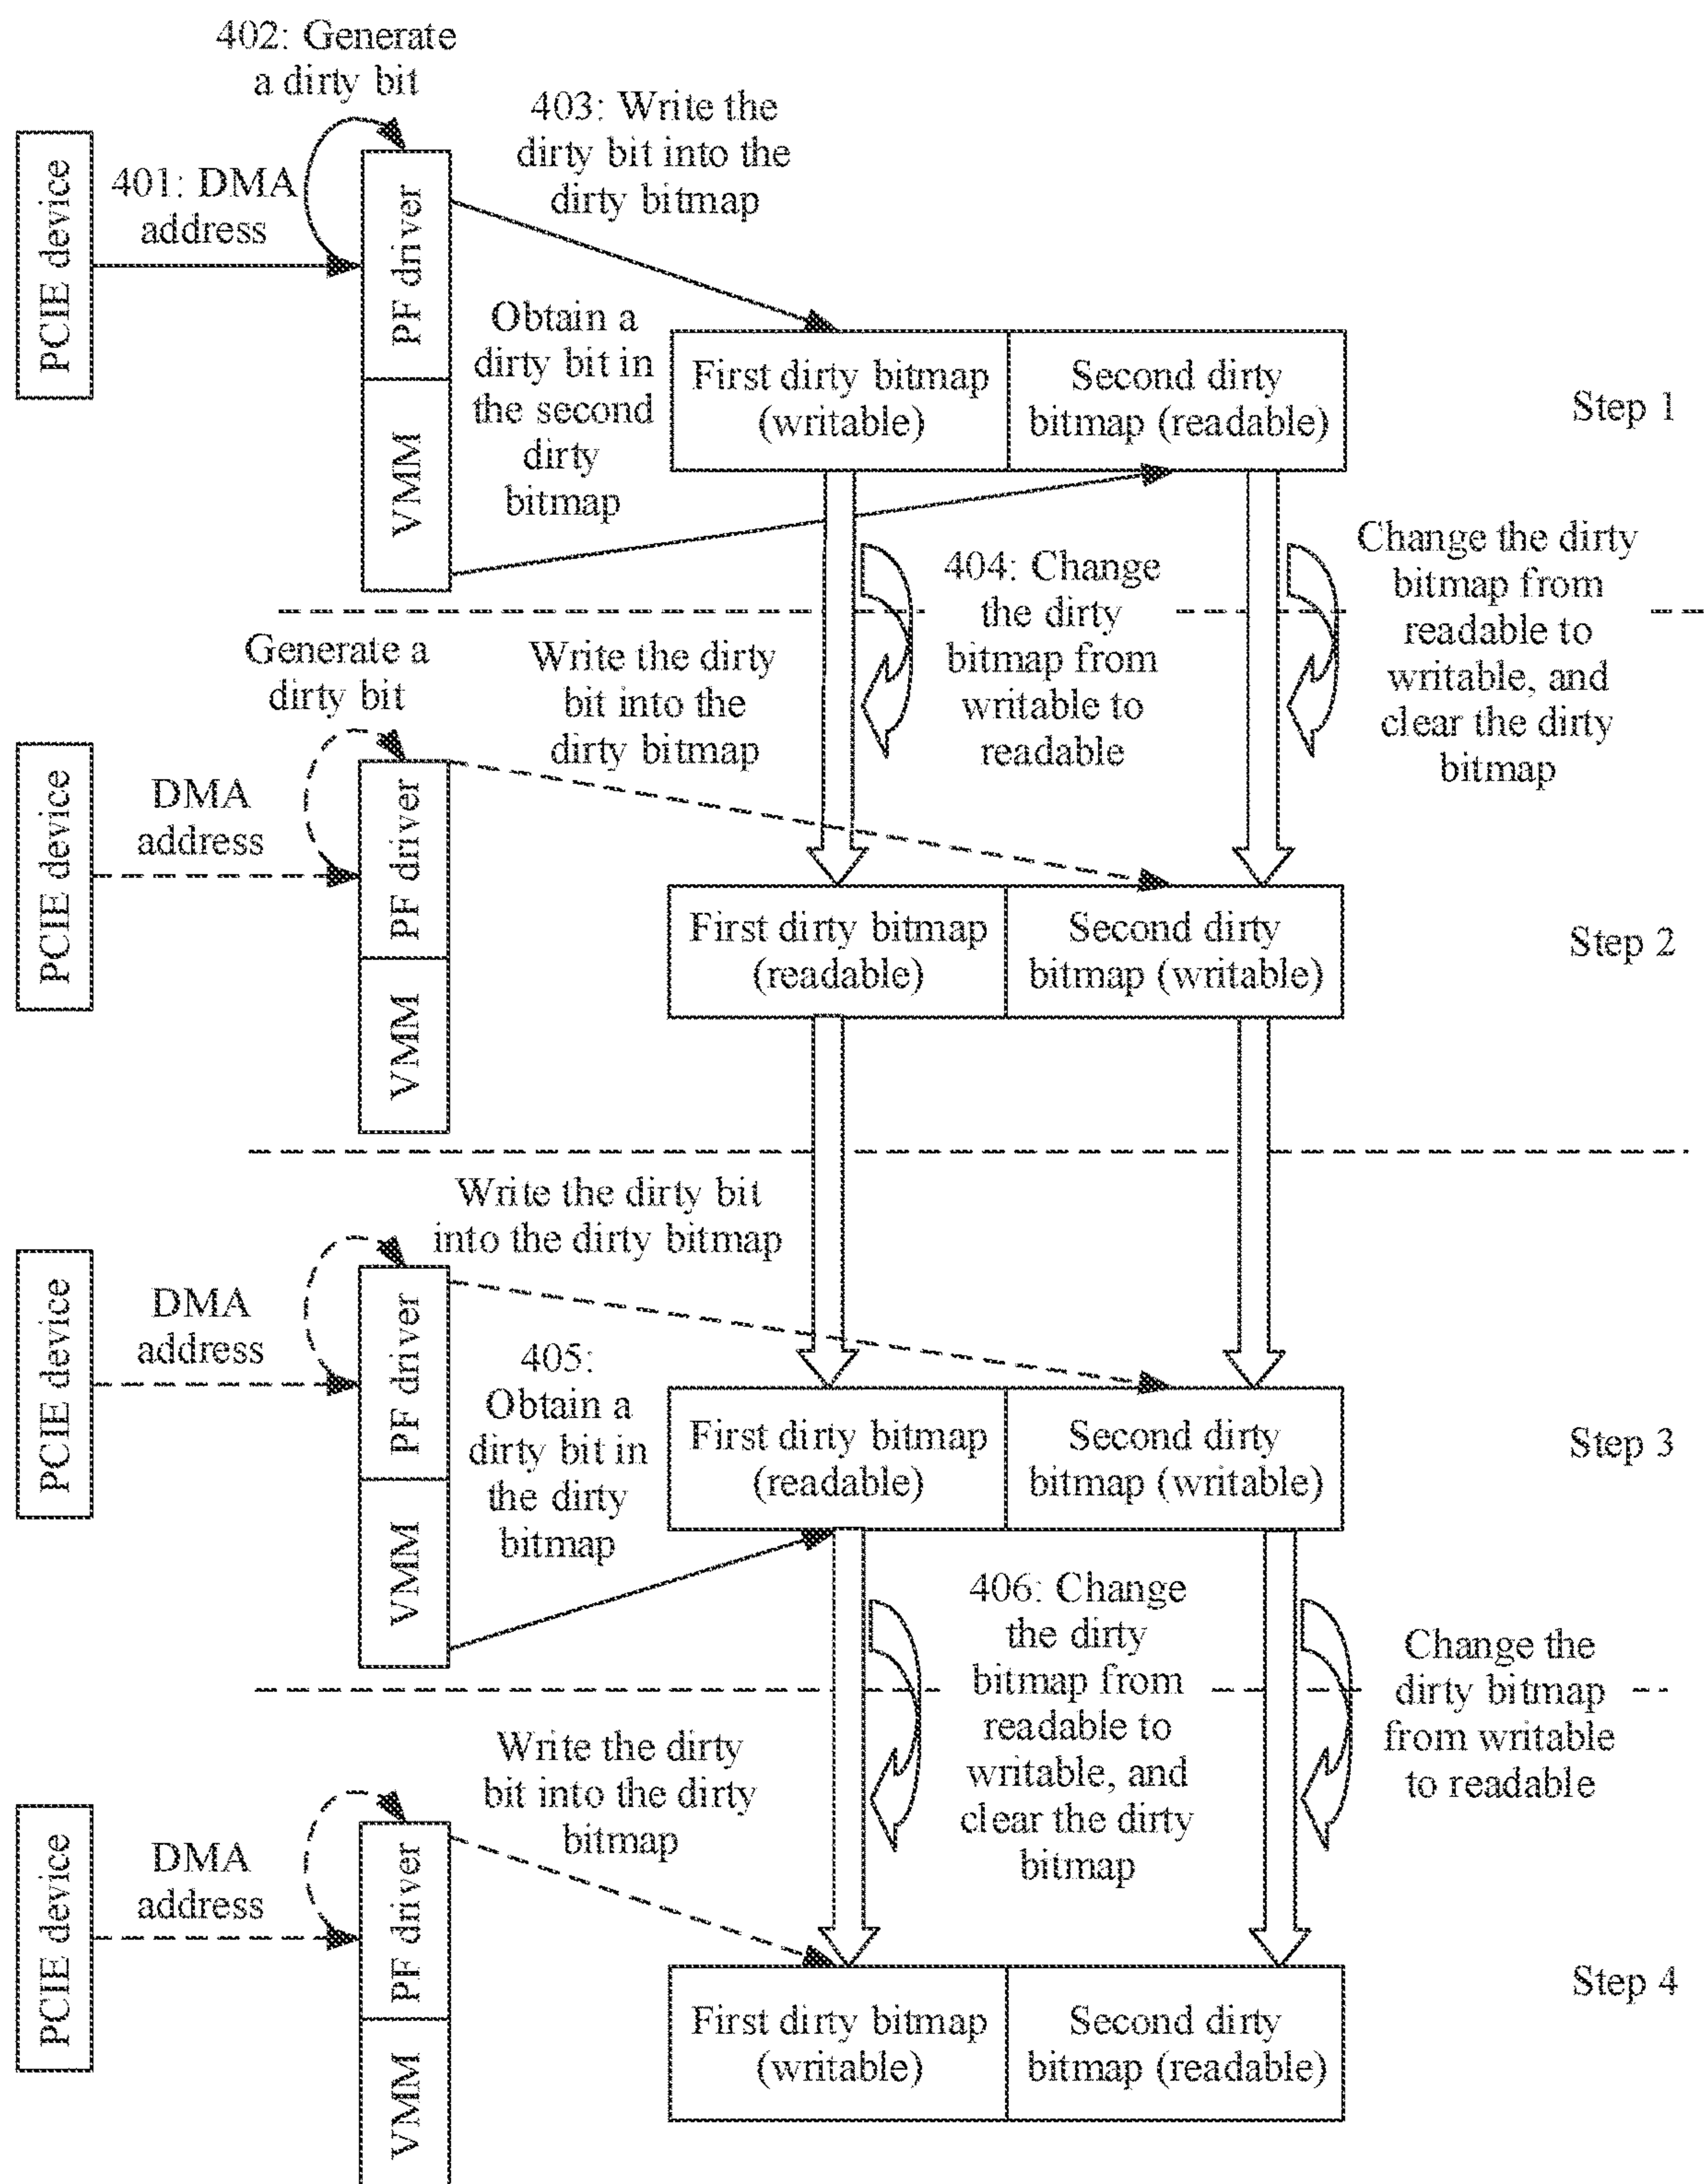 402: Generate
a dirty bit
403: Write the
dirty bit into the
dirty bitmap
PCIE device
401: DMA
address
PF driver
VMM
Obtain a
dirty bit in
the second
dirty
bitmap
First dirty bitmap
(writable)
Second dirty
bitmap (readable)
Step 1
404: Change
the dirty
bitmap from
writable to
readable
Change the dirty
bitmap from
readable to
writable, and
clear the dirty
bitmap
Generate a
dirty bit
Write the dirty
bit into the
dirty bitmap
PCIE device
DMA
address
PF driver
VMM
First dirty bitmap
(readable)
Second dirty
bitmap (writable)
Step 2
Write the dirty bit
into the dirty bitmap
PCIE device
DMA
address
PF driver
VMM
405:
Obtain a
dirty bit in
the dirty
bitmap
First dirty bitmap
(readable)
Second dirty
bitmap (writable)
Step 3
406: Change
the dirty
bitmap from
readable to
writable, and
clear the dirty
bitmap
Change the
dirty bitmap
from writable
to readable
Write the dirty
bit into the dirty
bitmap
PCIE device
DMA
address
PF driver
VMM
First dirty bitmap
(writable)
Second dirty
bitmap (readable)
Step 4